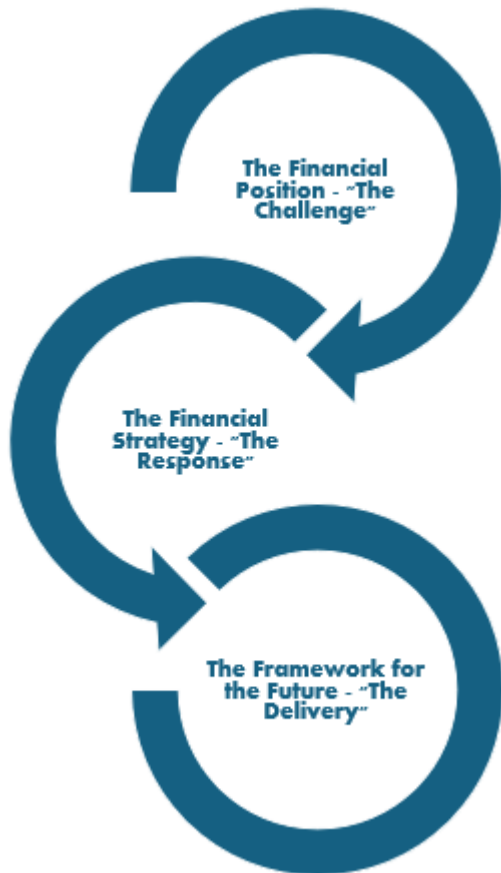 The Financial
Position - "The
Challenge"
The Financial
Strategy - "The
Response"
The Framework for
the Future - "The
Delivery"